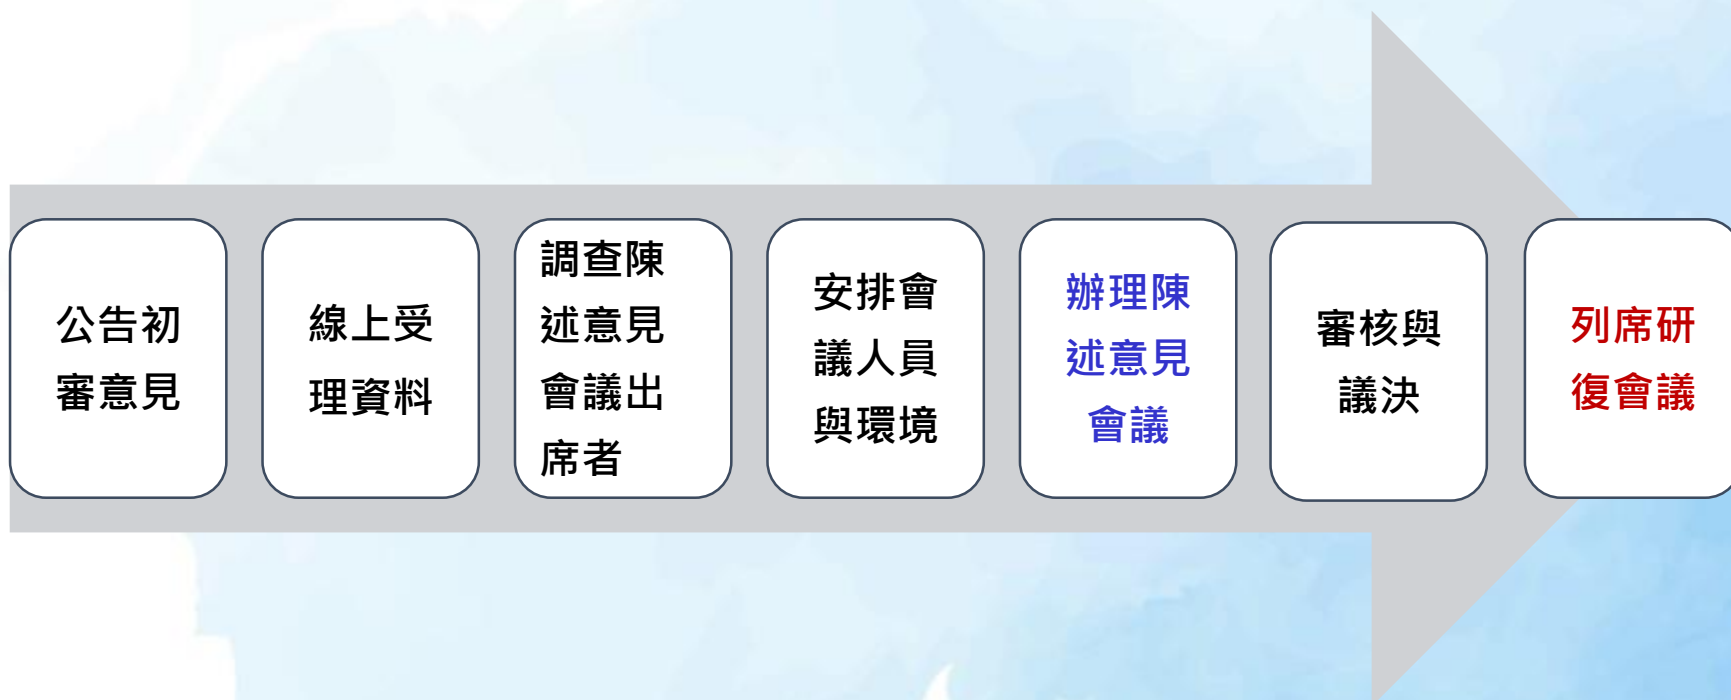 公告初
審意見
線上受
理資料
調查陳
述意見
會議出
席者
安排會
議人員
與環境
辦理陳
述意見
會議
審核與
議決
列席研
復會議